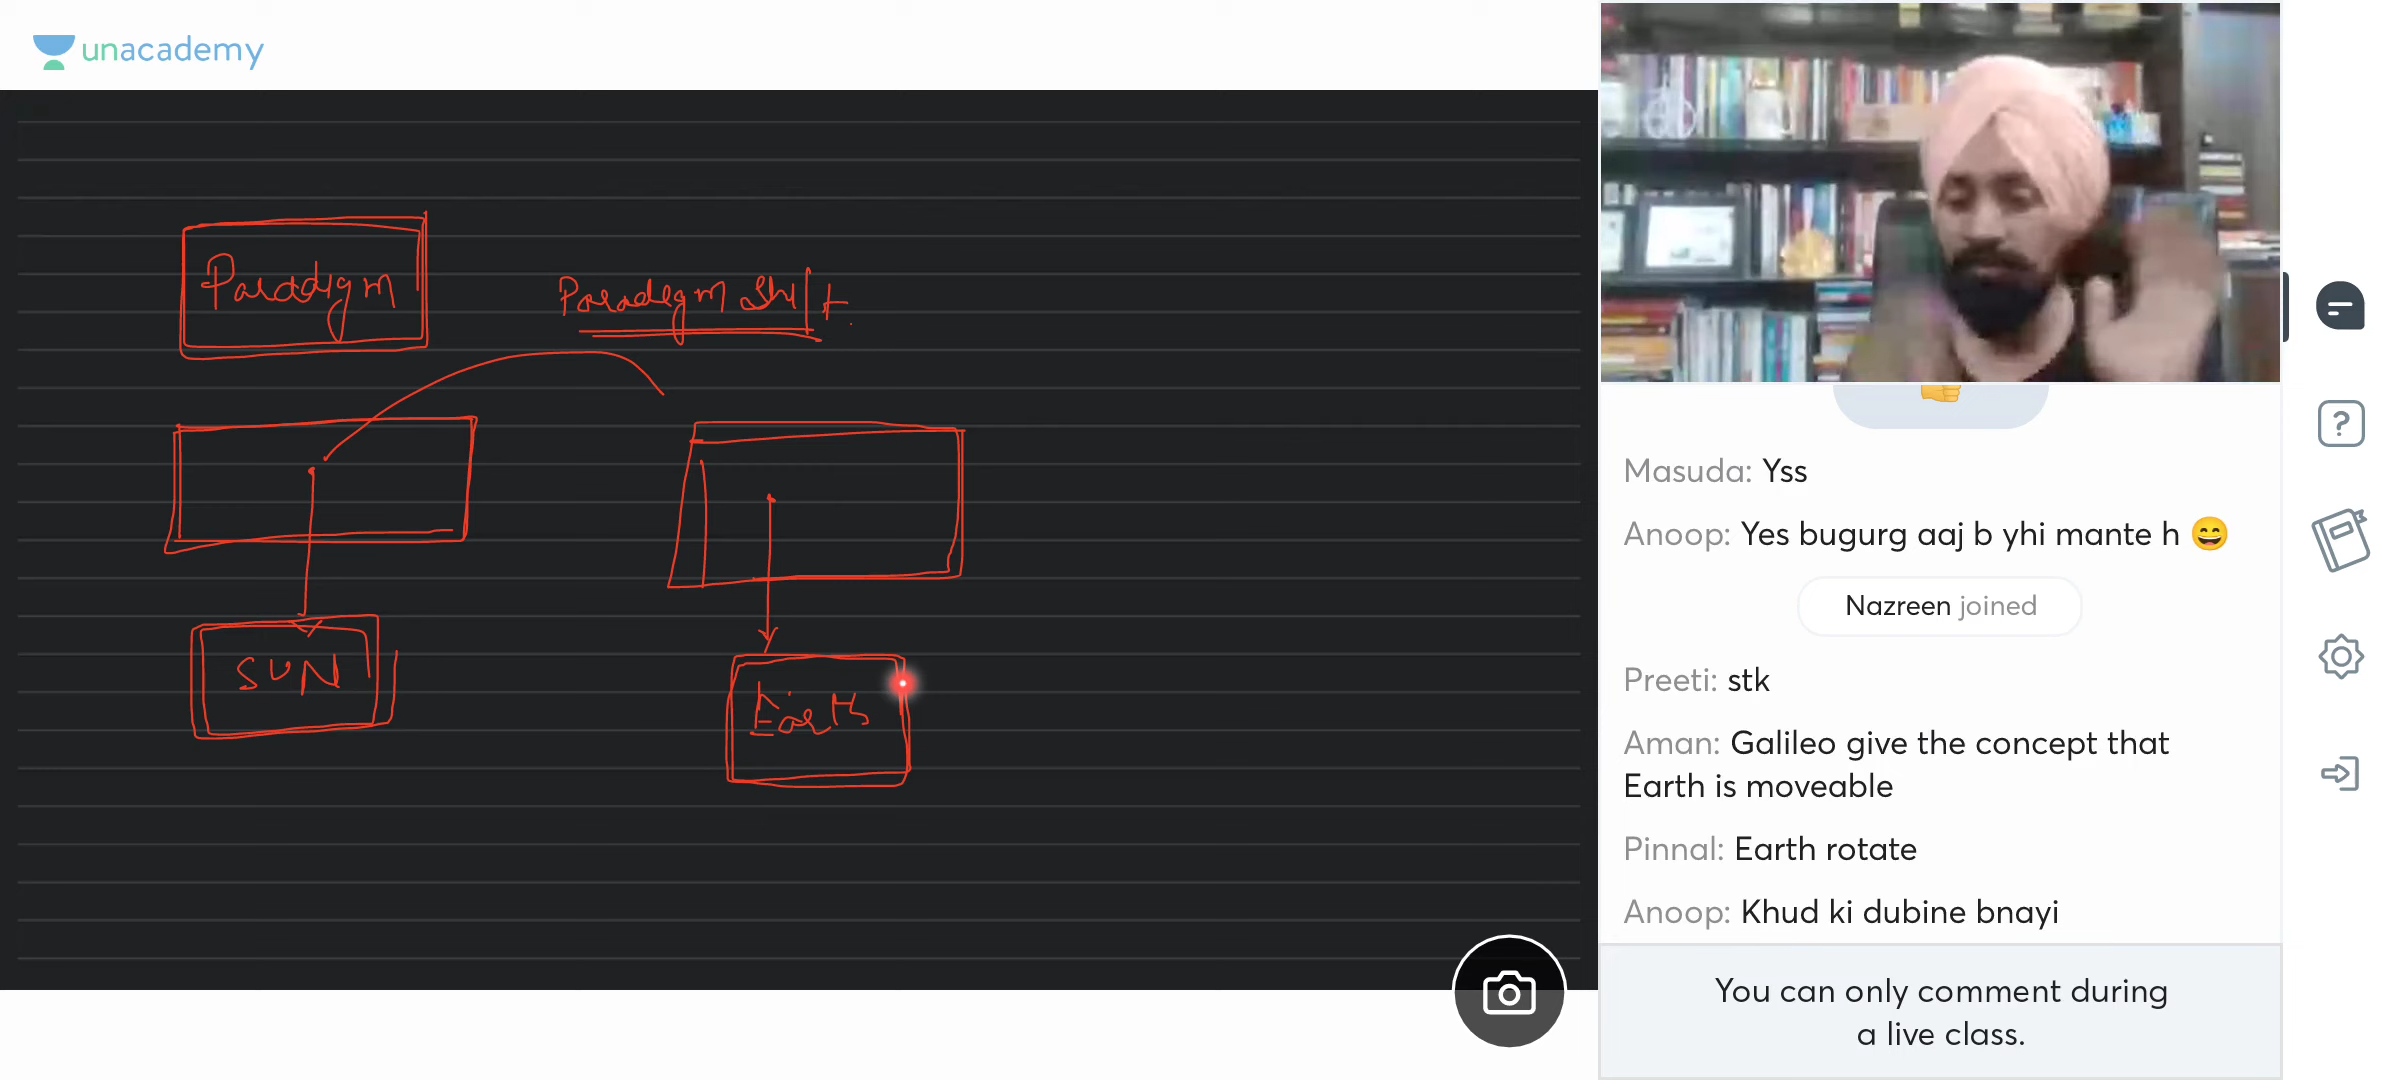 unacademy
Paradigm
Paradigm Shift
SUN
Earth
Masuda: Yss
Anoop: Yes bugurg aaj b yhi mante h 😄
Nazreen joined
Preeti: stk
Aman: Galileo give the concept that
Earth is moveable
Pinnal: Earth rotate
Anoop: Khud ki dubine bnayi
You can only comment during
a live class.